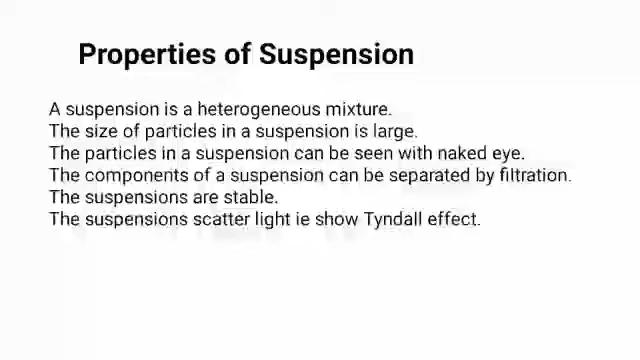 Properties of Suspension
A suspension is a heterogeneous mixture.
The size of particles in a suspension is large.
The particles in a suspension can be seen with naked eye.
The components of a suspension can be separated by filtration.
The suspensions are stable.
The suspensions scatter light ie show Tyndall effect.